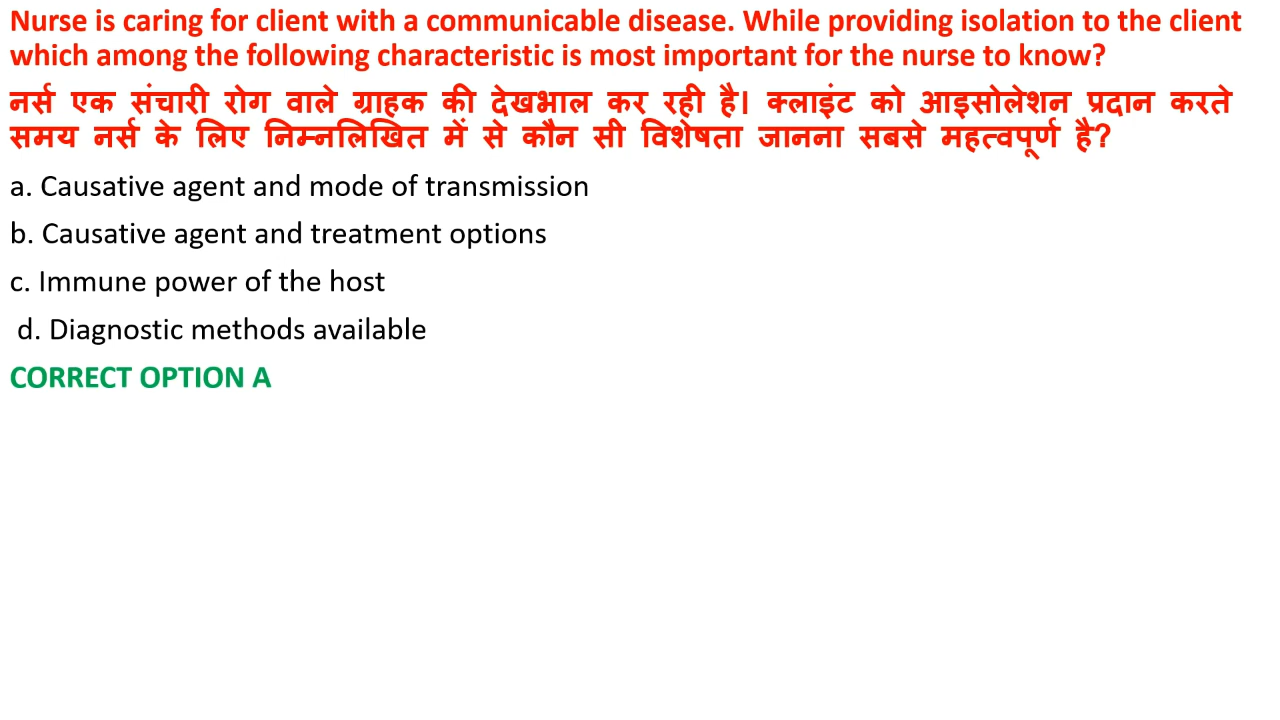 Nurse is caring for client with a communicable disease. While providing isolation to the client
which among the following characteristic is most important for the nurse to know?
नर्स एक संचारी रोग वाले ग्राहक की देखभाल कर रही है। क्लाइंट को आइसोलेशन प्रदान करते
समय नर्स के लिए निम्नलिखित में से कौन सी विशेषता जानना सबसे महत्वपूर्ण है?
a. Causative agent and mode of transmission
b. Causative agent and treatment options
c. Immune power of the host
d. Diagnostic methods available
CORRECT OPTION A